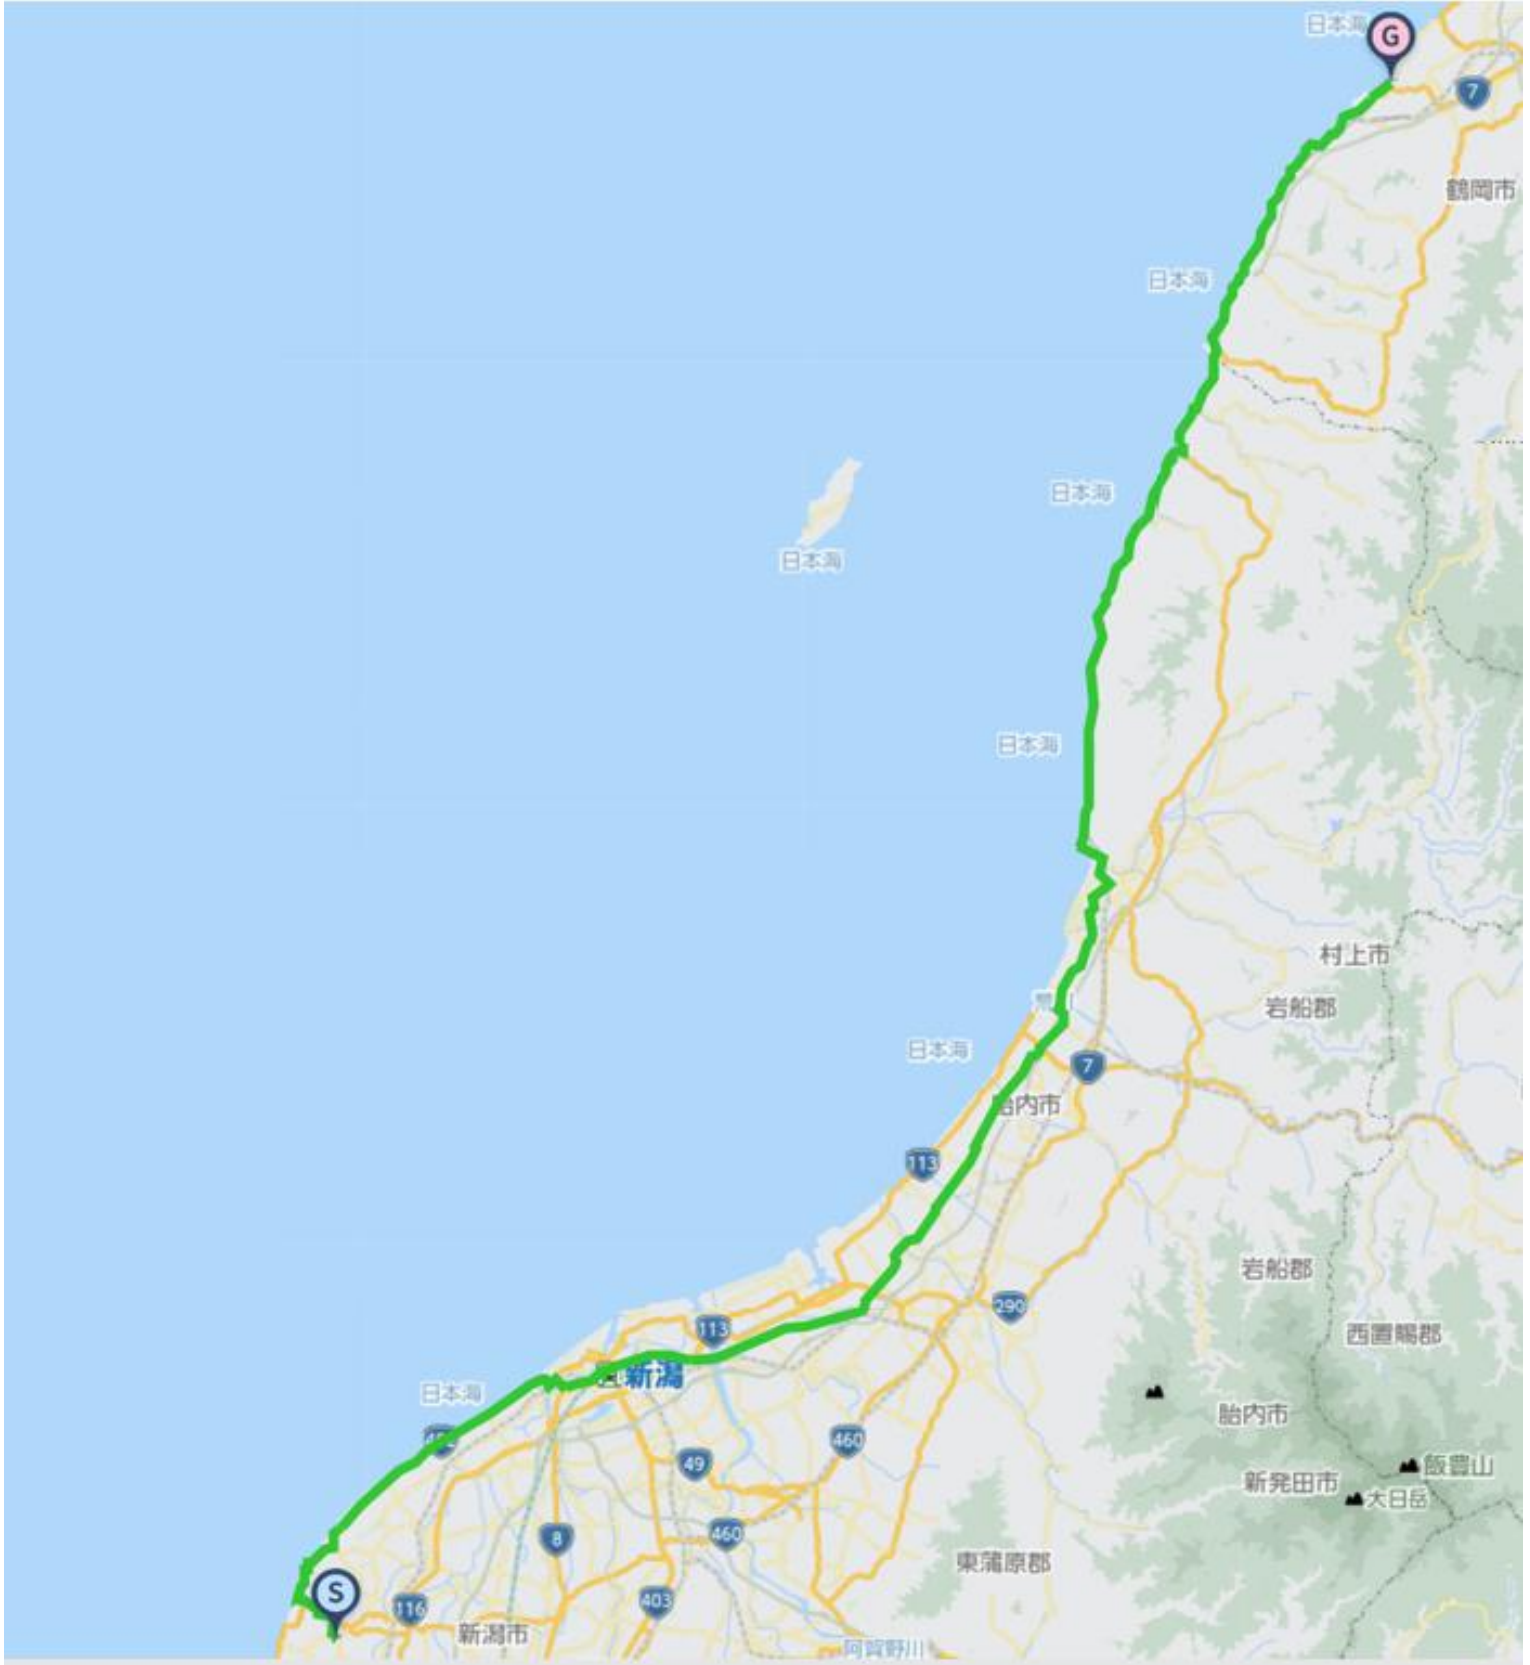 日本海
G
7
鶴岡市
日本海
日本海
日本海
日本海
村上市
岩船郡
日本海
7
胎内市
113
岩船郡
290
113
西置賜郡
新潟
日本海
胎内市
460
49
飯豊山
新発田市
大日岳
8
460
東蒲原郡
S
116
403
新潟市
阿賀野川